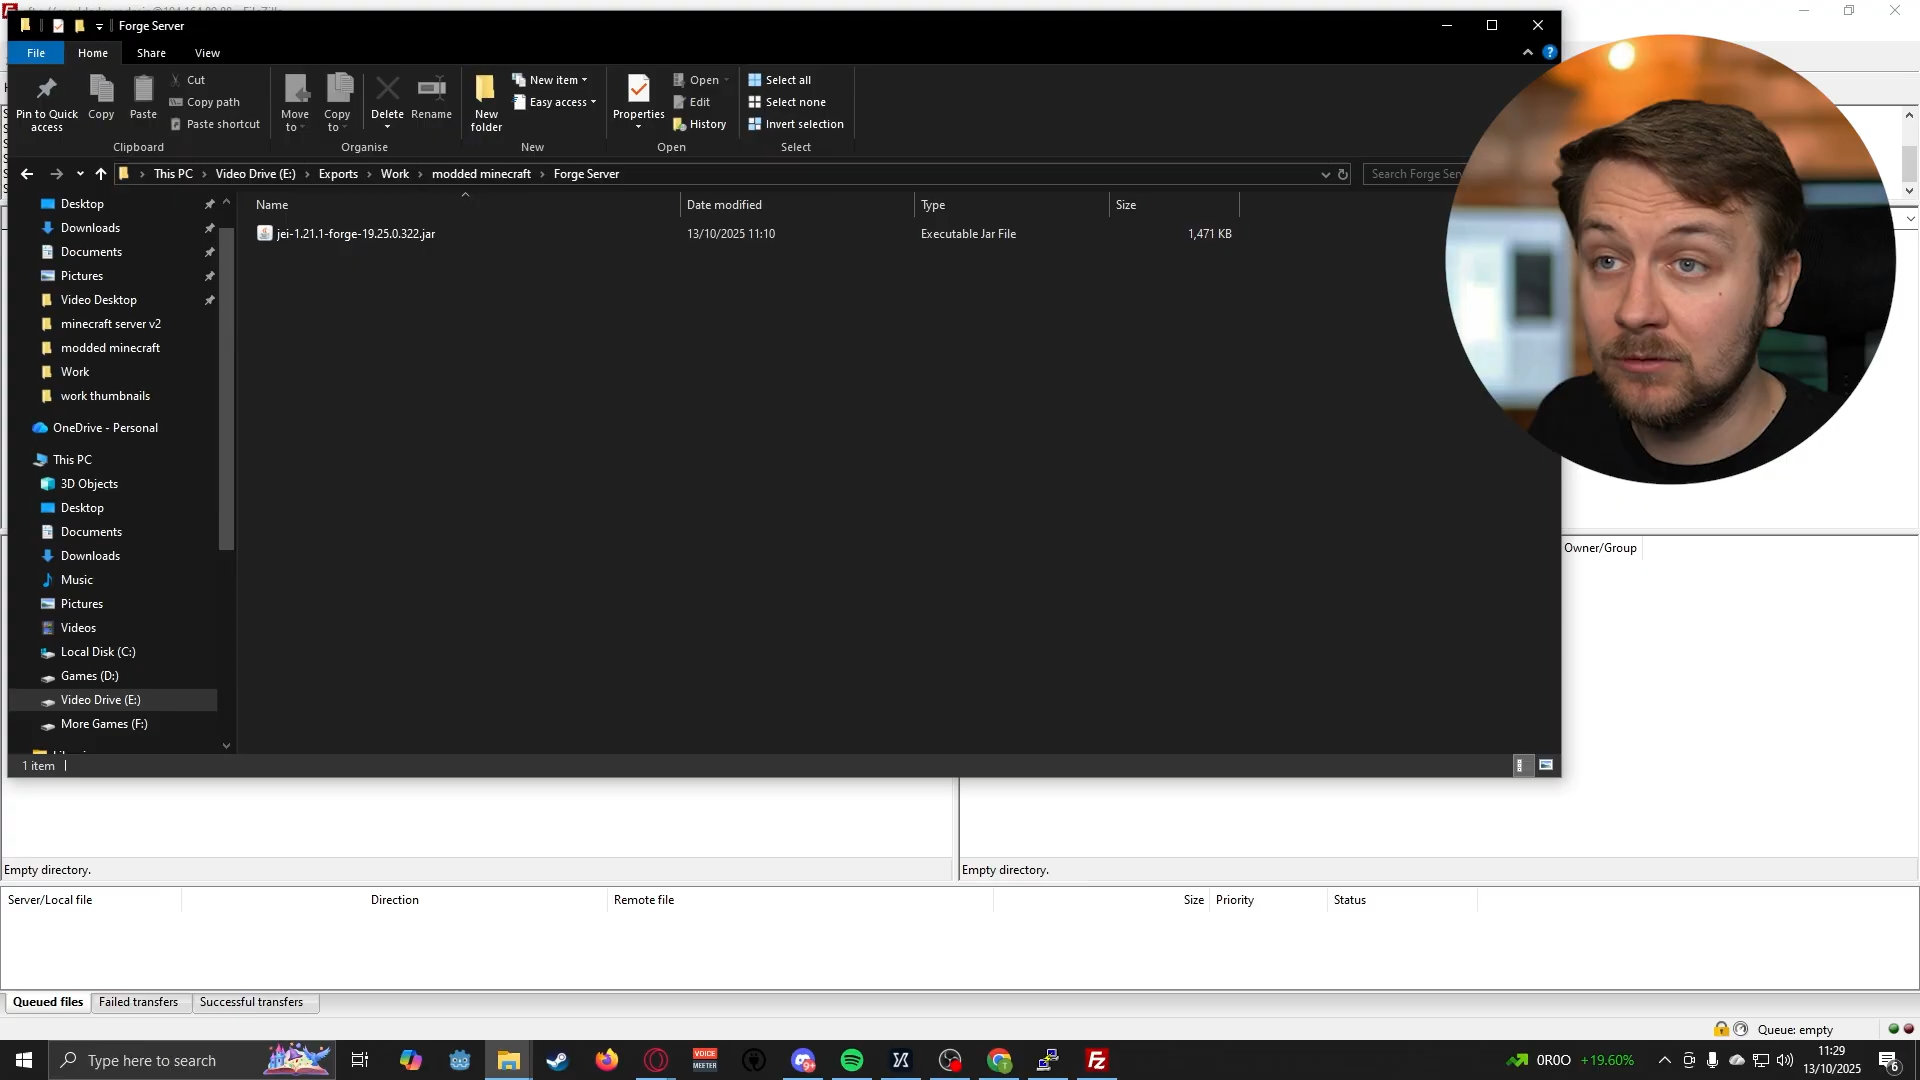 Forge Server
File
Home
Share
View
Pin to Quick access
Copy
Paste
Cut
Copy path
Paste shortcut
Clipboard
Move to
Copy to
Delete
Rename
Organise
New folder
New item
Easy access
New
Properties
Open
Edit
History
Open
Select all
Select none
Invert selection
Select
This PC
Video Drive (E:)
Exports
Work
modded minecraft
Forge Server
Search Forge Ser
Name
Date modified
Type
Size
jei-1.21.1-forge-19.25.0.322.jar
13/10/2025 11:10
Executable Jar File
1,471 KB
Desktop
Downloads
Documents
Pictures
Video Desktop
minecraft server v2
modded minecraft
Work
work thumbnails
OneDrive - Personal
This PC
3D Objects
Desktop
Documents
Downloads
Music
Pictures
Videos
Local Disk (C:)
Games (D:)
Video Drive (E:)
More Games (F:)
1 item
Owner/Group
Empty directory.
Empty directory.
Server/Local file
Direction
Remote file
Size
Priority
Status
Queued files
Failed transfers
Successful transfers
Queue: empty
Type here to search
VOICE MEETER
0R0O +19.60%
11:29
13/10/2025
6